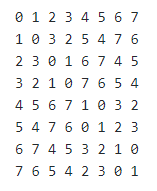 0 1 2 3 4 5 6 7
1 0 3 2 5 4 7 6
2 3 0 1 6 7 4 5
3 2 1 0 7 6 5 4
4 5 6 7 1 0 3 2
5 4 7 6 0 1 2 3
6 7 4 5 3 2 1 0
7 6 5 4 2 3 0 1